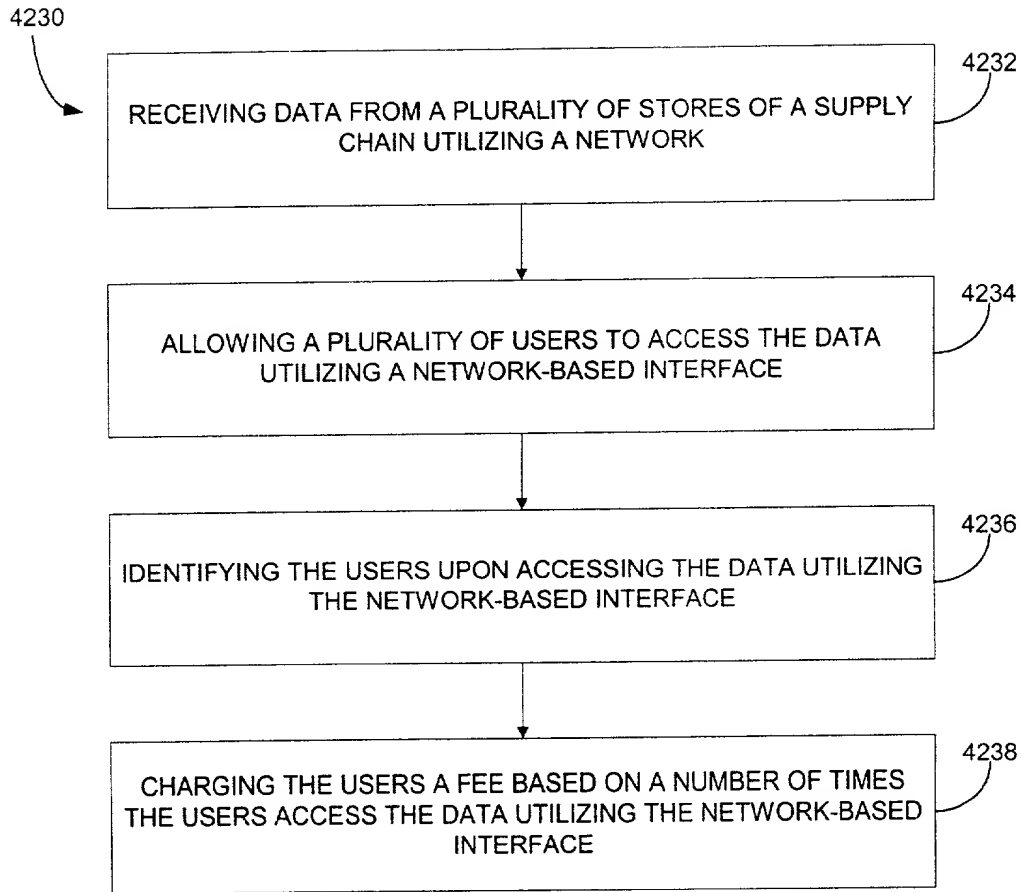 4230
4232
RECEIVING DATA FROM A PLURALITY OF STORES OF A SUPPLY
CHAIN UTILIZING A NETWORK
4234
ALLOWING A PLURALITY OF USERS TO ACCESS THE DATA
UTILIZING A NETWORK-BASED INTERFACE
4236
IDENTIFYING THE USERS UPON ACCESSING THE DATA UTILIZING
THE NETWORK-BASED INTERFACE
4238
CHARGING THE USERS A FEE BASED ON A NUMBER OF TIMES
THE USERS ACCESS THE DATA UTILIZING THE NETWORK-BASED
INTERFACE